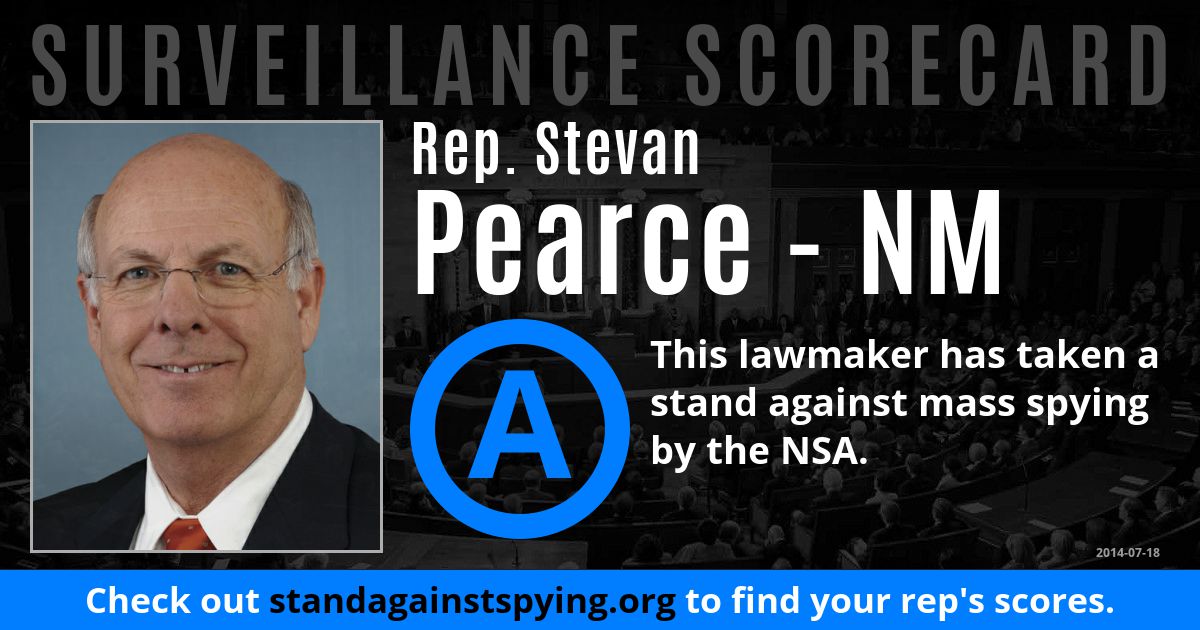 SURVEILLANCE SCORECARD
Rep. Stevan
Pearce - NM
A
This lawmaker has taken a
stand against mass spying
by the NSA.
2014-07-18
Check out standagainstspying.org to find your rep's scores.